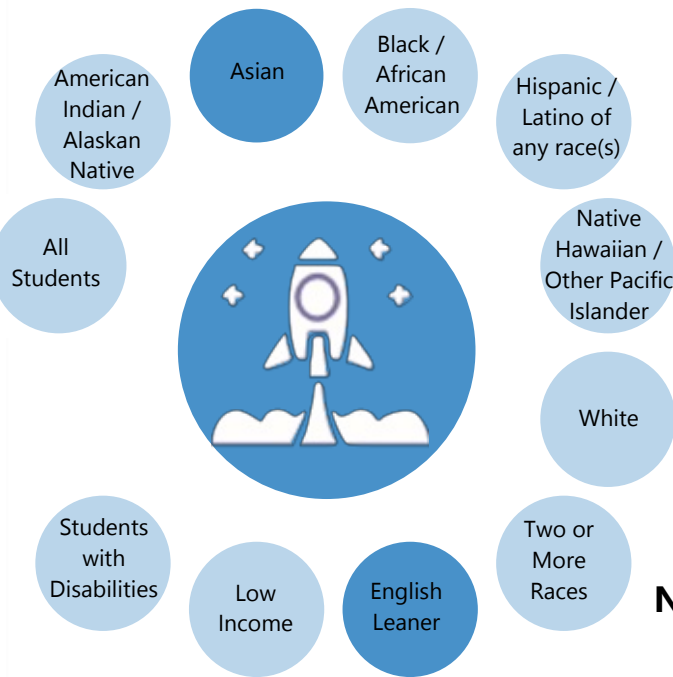 Asian
Black /
African
American
American
Indian /
Alaskan
Native
Hispanic /
Latino of
any race(s)
All
Students
Native
Hawaiian /
Other Pacific
Islander
White
Students
with
Disabilities
Low
Income
English
Leaner
Two or
More
Races
N